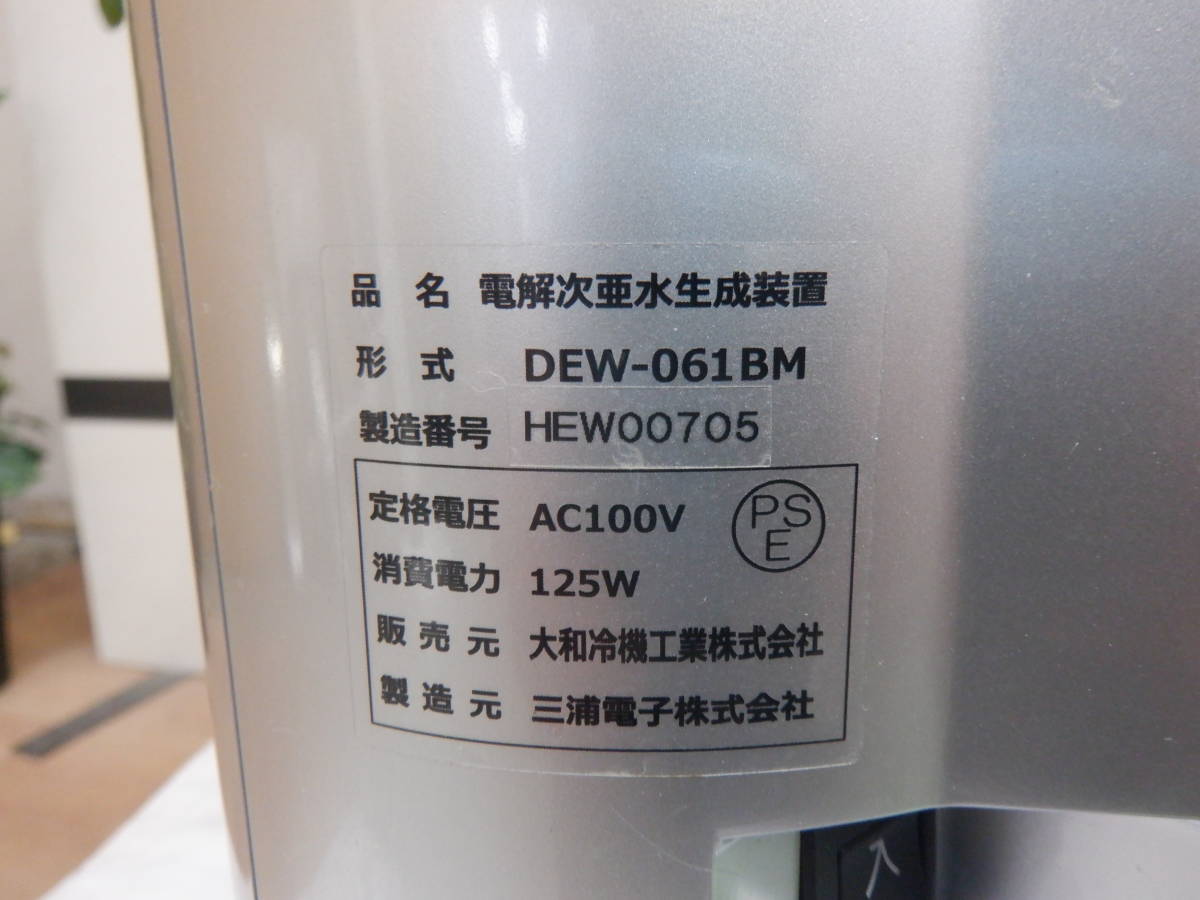 品名 電解次亜水生成装置
形式 DEW-061BM
製造番号 HEW00705
定格電圧 AC100V
PSE
消費電力 125W
販売元 大和冷機工業株式会社
製造元 三浦電子株式会社
入